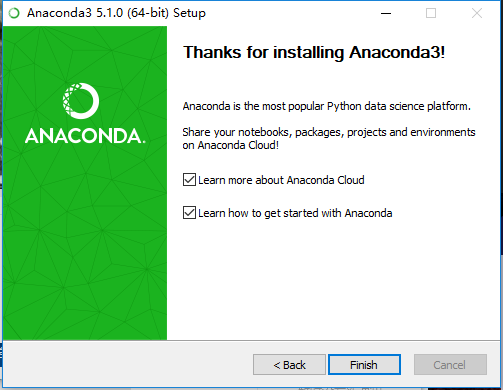 Anaconda3 5.1.0 (64-bit) Setup
Thanks for installing Anaconda3!
ANACONDA.
Anaconda is the most popular Python data science platform.
Share your notebooks, packages, projects and environments
on Anaconda Cloud!
Learn more about Anaconda Cloud
Learn how to get started with Anaconda
< Back
Finish
Cancel